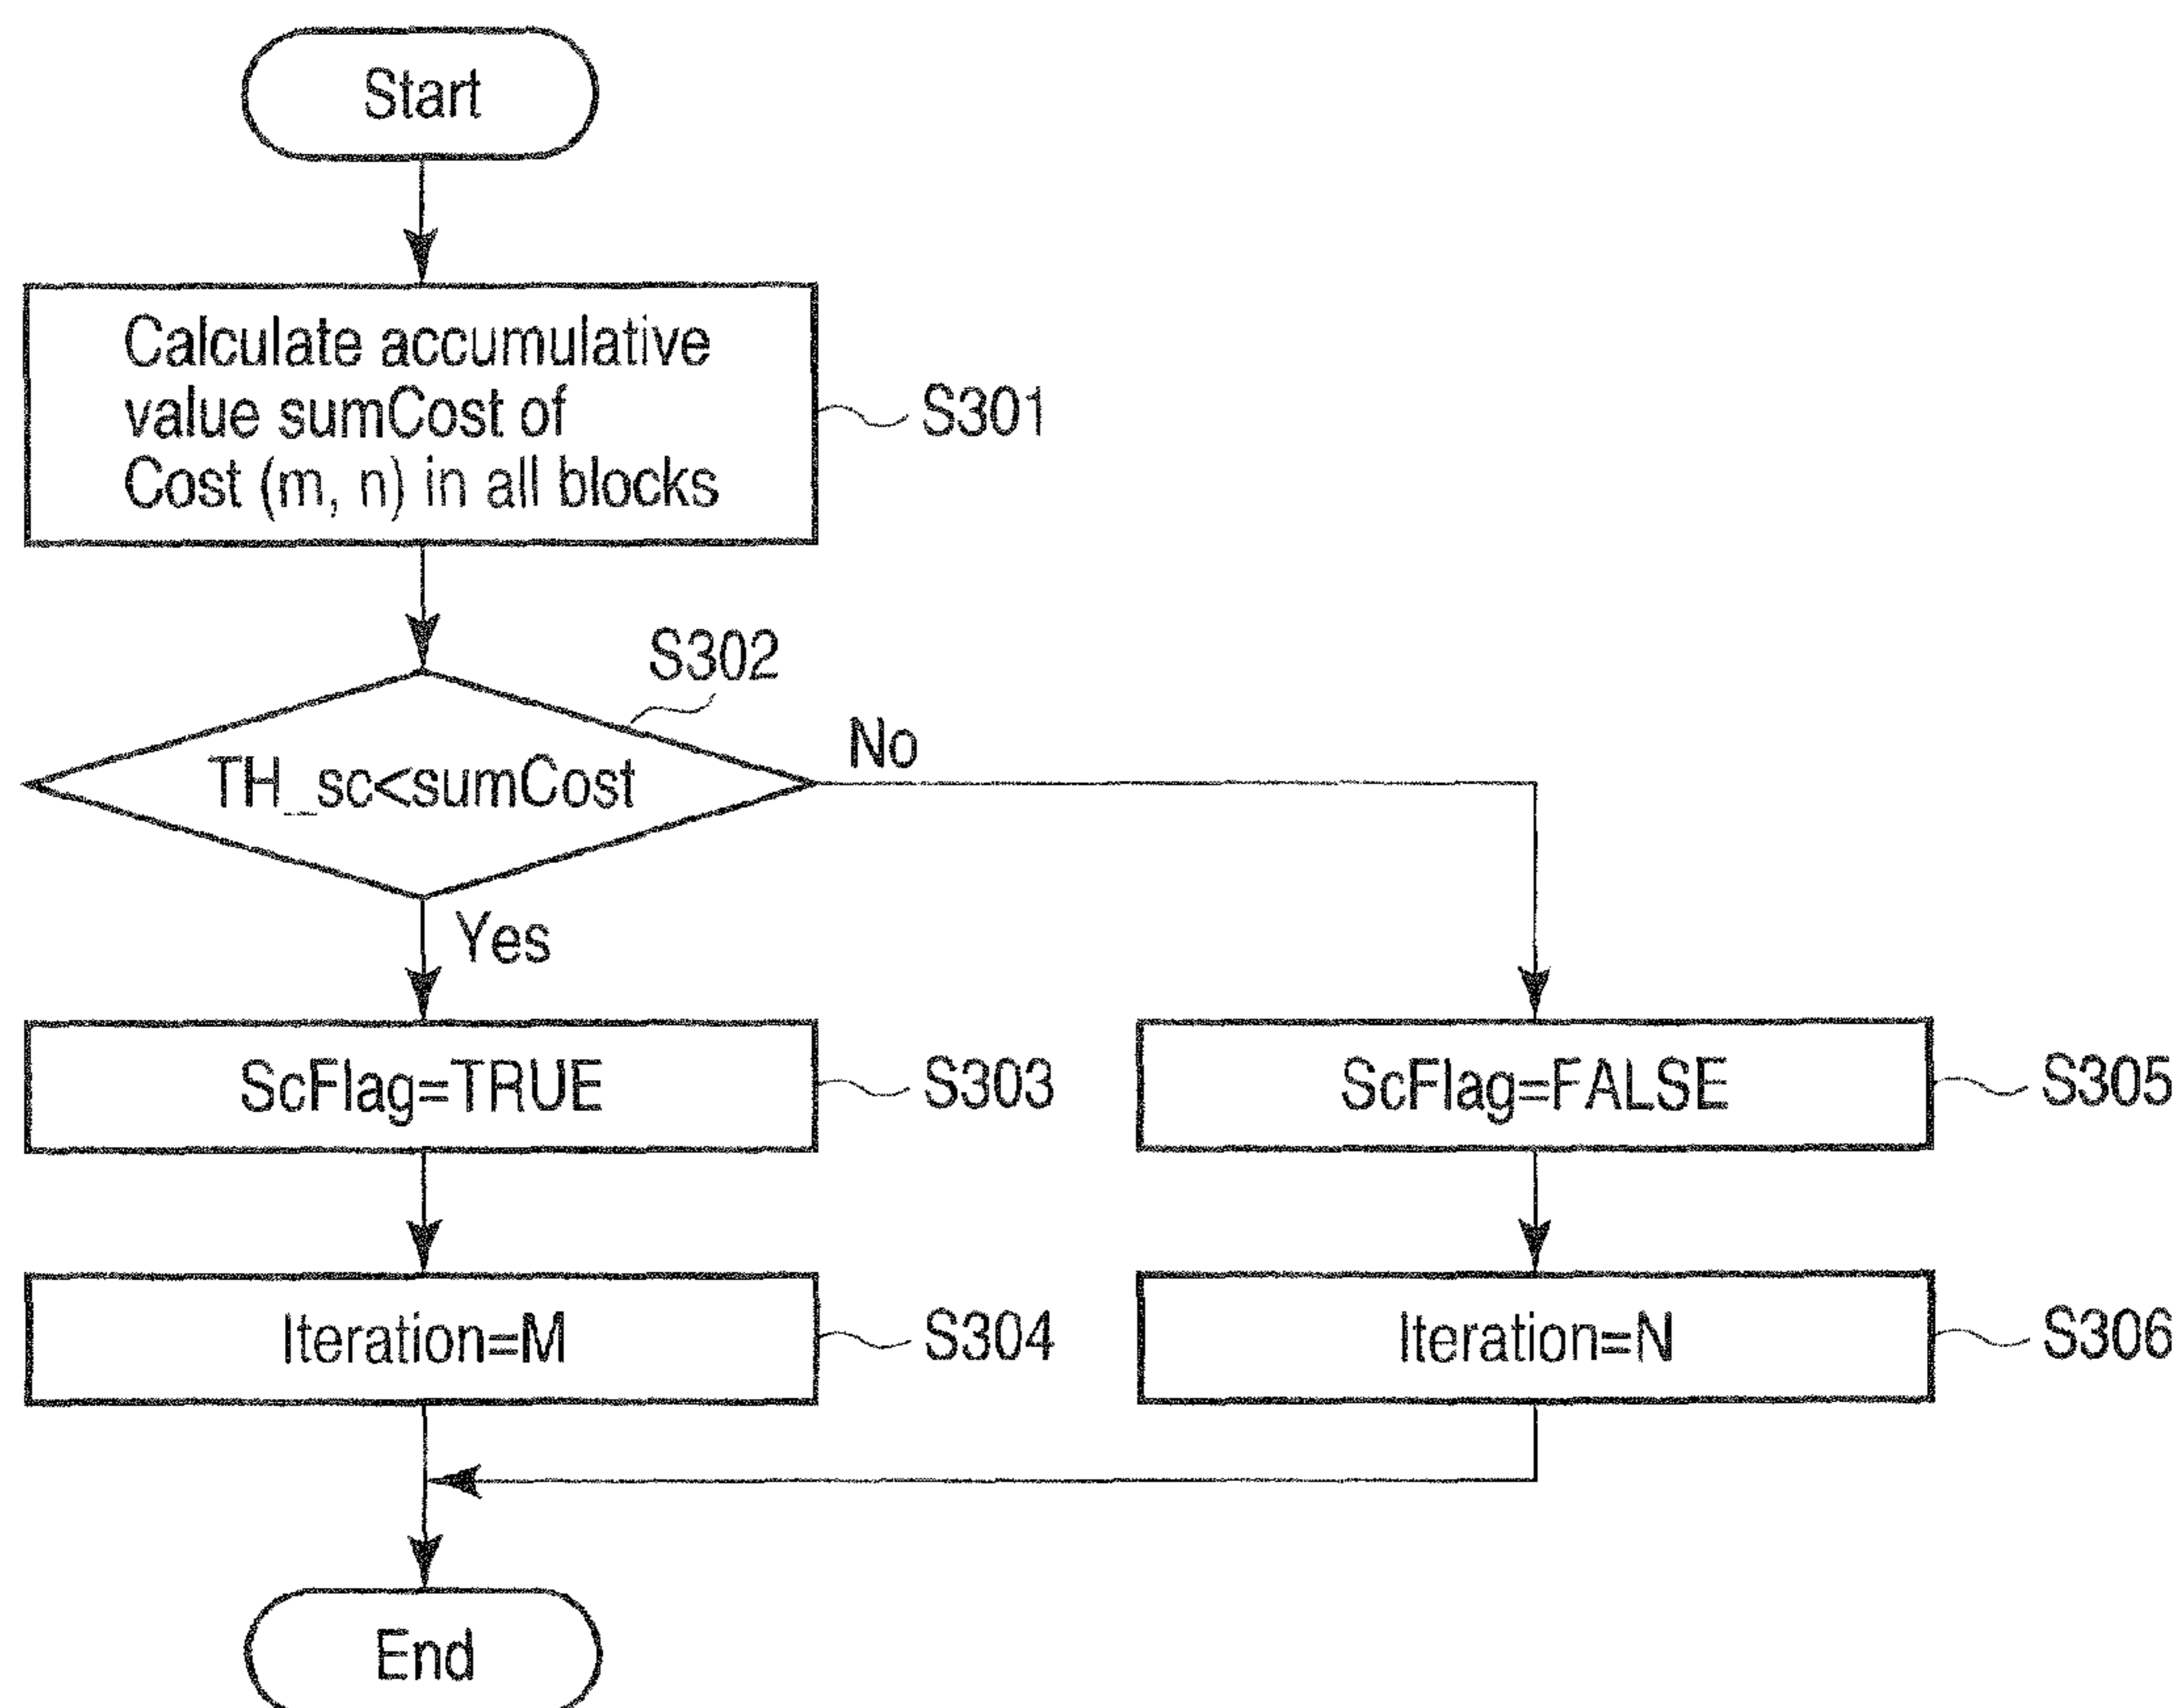 Start
Calculate accumulative
value sumCost of
Cost (m, n) in all blocks
S301
S302
TH_sc<sumCost
No
Yes
ScFlag=TRUE
S303
ScFlag=FALSE
S305
Iteration=M
S304
Iteration=N
S306
End